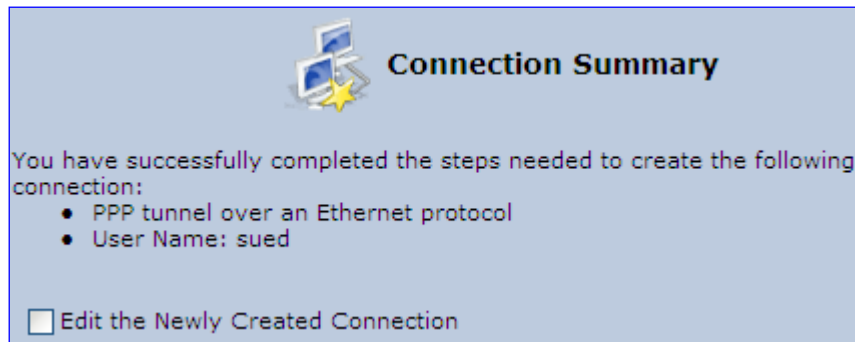 Connection Summary
You have successfully completed the steps needed to create the following
connection:
• PPP tunnel over an Ethernet protocol
• User Name: sued
Edit the Newly Created Connection